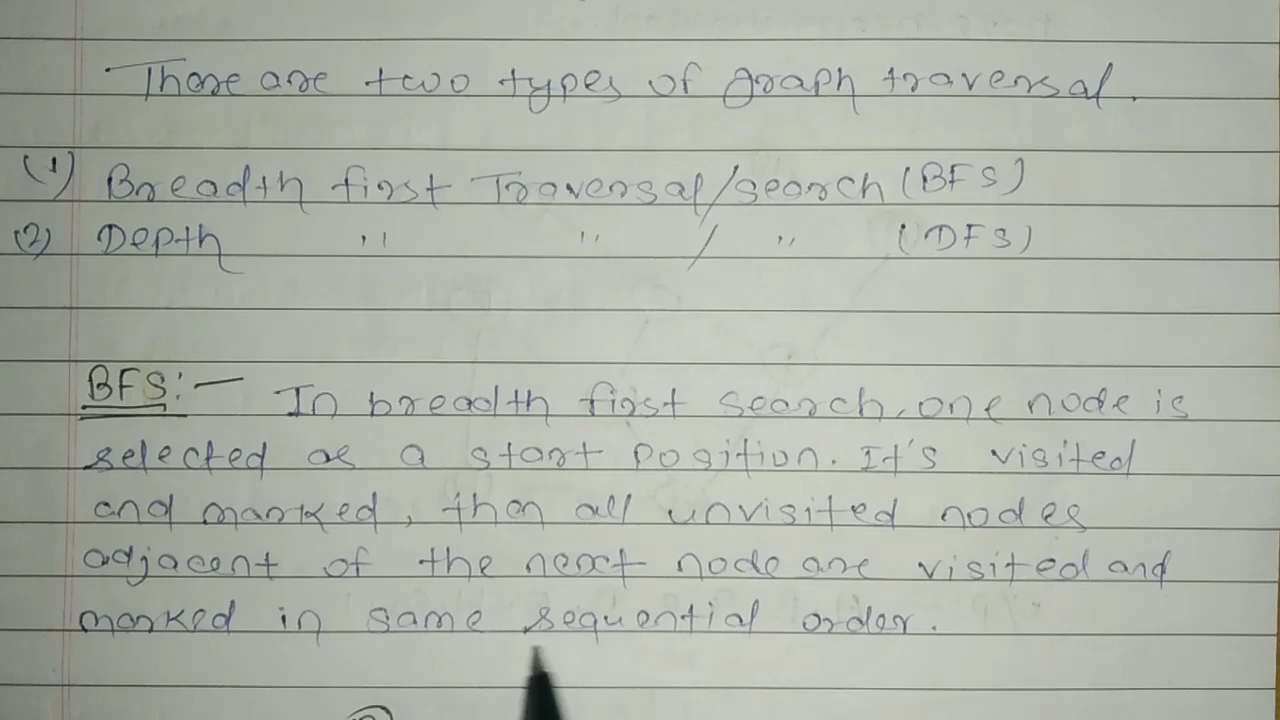 There are two types of graph traversal.
(1) Breadth first Traversal/search (BFS)
(2) Depth " " / " (DFS)
BFS:— In breadth first search, one node is
selected as a start position. It's visited
and marked, then all unvisited nodes
adjacent of the next node are visited and
marked in same sequential order.